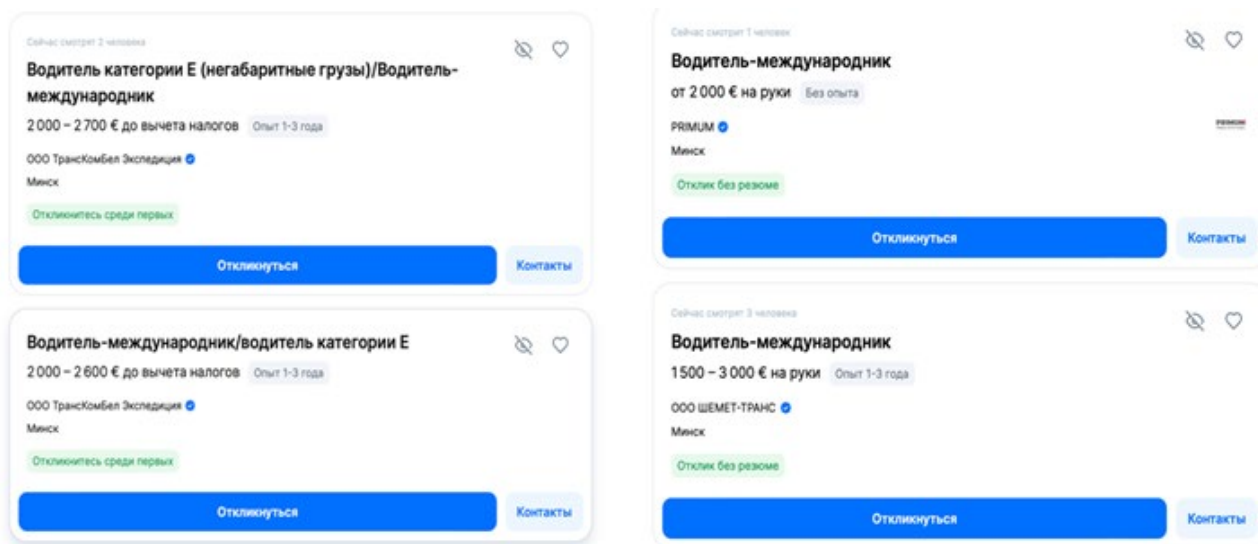 Сейчас смотрят 2 человека
Водитель категории Е (негабаритные грузы)/Водитель-
международник
2 000 – 2 700 € до вычета налогов Опыт 1-3 года
ООО ТрансКомБел Экспедиция
Минск
Откликнитесь среди первых
Откликнуться
Контакты
Водитель-международник/водитель категории Е
2 000 – 2 600 € до вычета налогов Опыт 1-3 года
ООО ТрансКомБел Экспедиция
Минск
Откликнитесь среди первых
Откликнуться
Контакты
Сейчас смотрит 1 человек
Водитель-международник
от 2 000 € на руки Без опыта
PRIMUM
PRIMUM
Минск
Отклик без резюме
Откликнуться
Контакты
Сейчас смотрят 3 человека
Водитель-международник
1 500 – 3 000 € на руки Опыт 1-3 года
ООО ШЕМЕТ-ТРАНС
Минск
Отклик без резюме
Откликнуться
Контакты